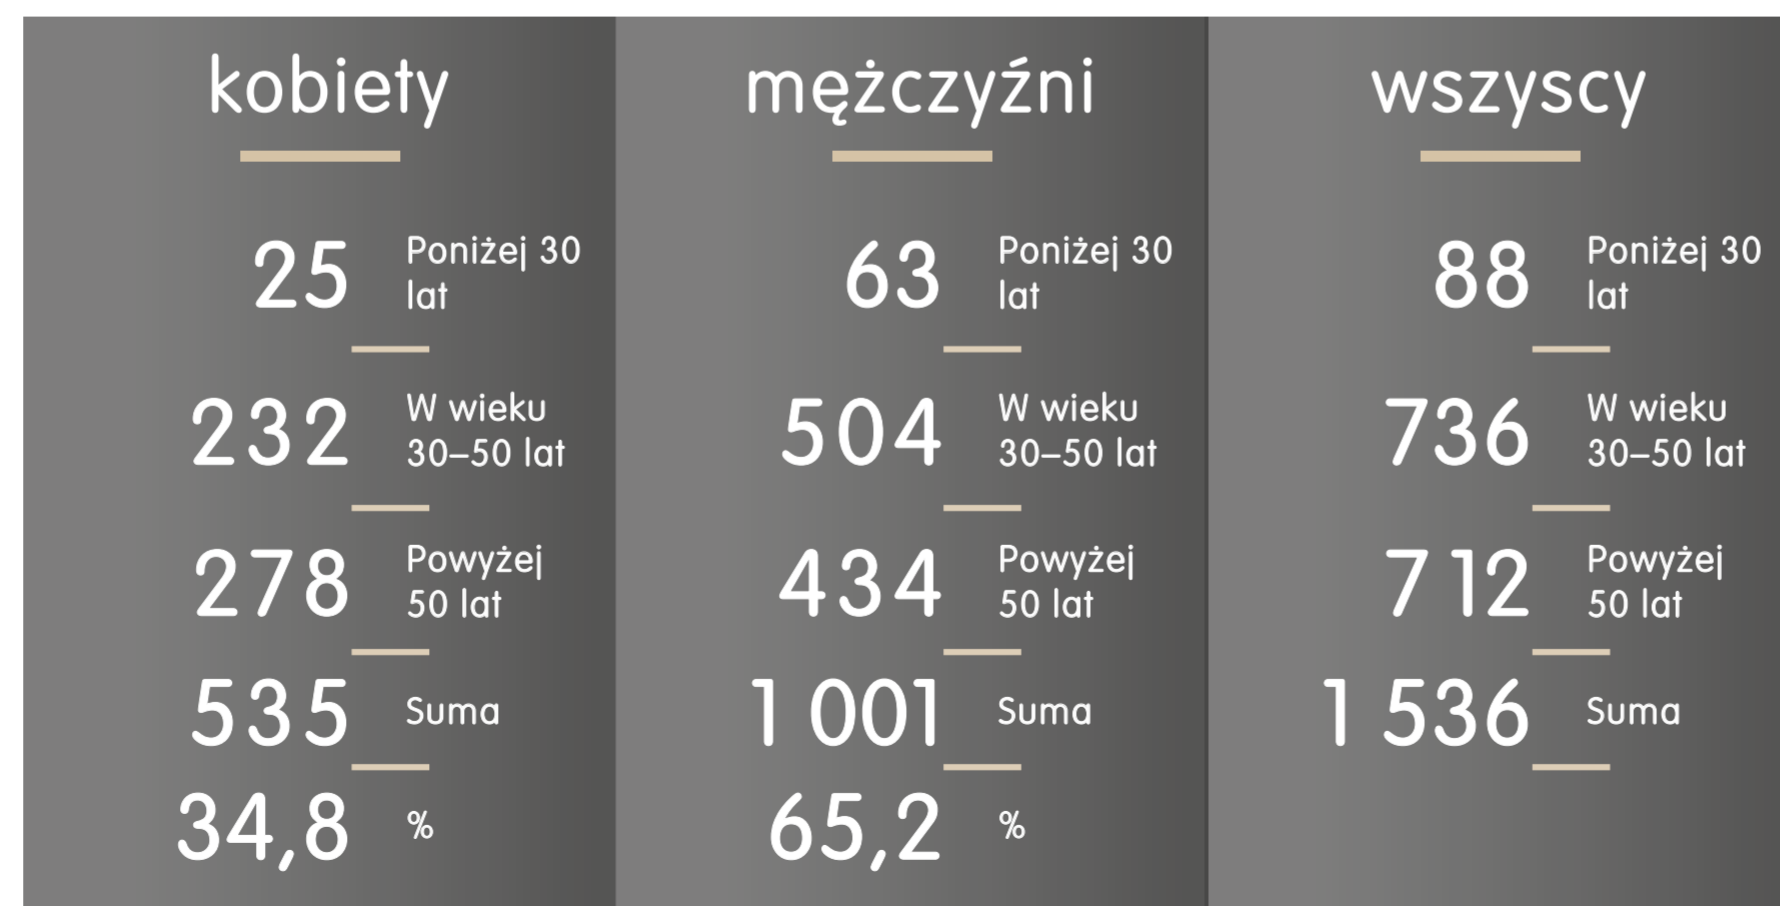 kobiety
25 Poniżej 30
lat
232 W wieku
30–50 lat
278 Powyżej
50 lat
535 Suma
34,8 %
mężczyźni
63 Poniżej 30
lat
504 W wieku
30–50 lat
434 Powyżej
50 lat
1 001 Suma
65,2 %
wszyscy
88 Poniżej 30
lat
736 W wieku
30–50 lat
712 Powyżej
50 lat
1 536 Suma